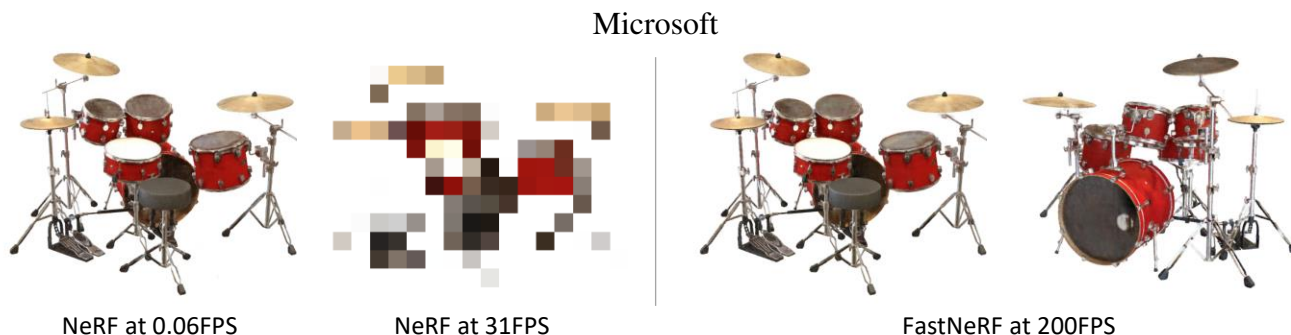 Microsoft
NeRF at 0.06FPS
NeRF at 31FPS
FastNeRF at 200FPS